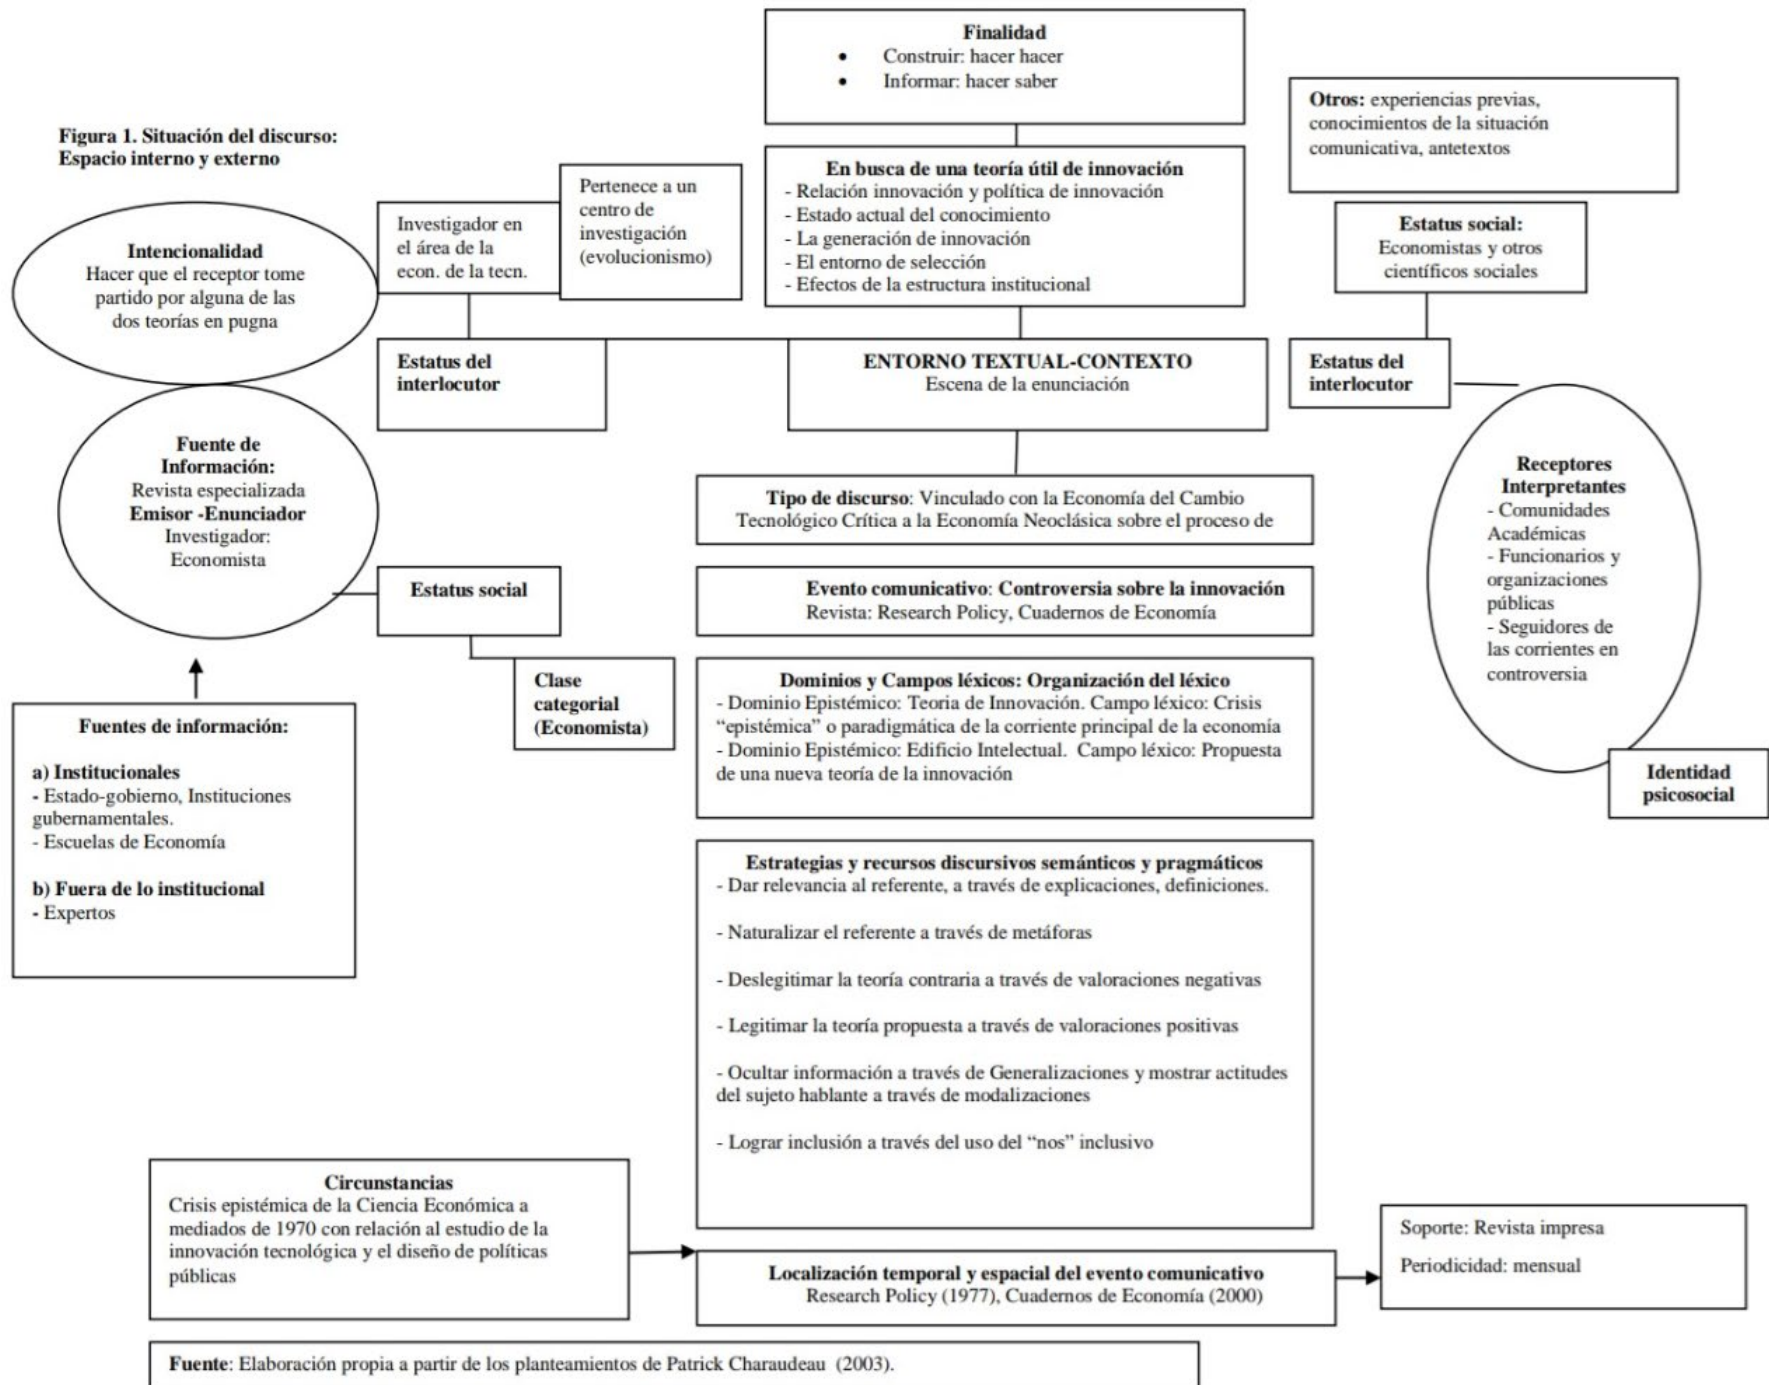 Finalidad
• Construir: hacer hacer
• Informar: hacer saber
Otros: experiencias previas,
conocimientos de la situación
comunicativa, antetextos
Figura 1. Situación del discurso:
Espacio interno y externo
En busca de una teoría útil de innovación
- Relación innovación y política de innovación
- Estado actual del conocimiento
- La generación de innovación
- El entorno de selección
- Efectos de la estructura institucional
Pertenece a un
centro de
investigación
(evolucionismo)
Investigador en
el área de la
econ. de la tecn.
Estatus social:
Economistas y otros
científicos sociales
Intencionalidad
Hacer que el receptor tome
partido por alguna de las
dos teorías en pugna
Estatus del
interlocutor
ENTORNO TEXTUAL-CONTEXTO
Escena de la enunciación
Estatus del
interlocutor
Fuente de
Información:
Revista especializada
Emisor -Enunciador
Investigador:
Economista
Receptores
Interpretantes
- Comunidades
Académicas
- Funcionarios y
organizaciones
públicas
- Seguidores de
las corrientes en
controversia
Tipo de discurso: Vinculado con la Economía del Cambio
Tecnológico Crítica a la Economía Neoclásica sobre el proceso de
Estatus social
Evento comunicativo: Controversia sobre la innovación
Revista: Research Policy, Cuadernos de Economía
Clase
categorial
(Economista)
Dominios y Campos léxicos: Organización del léxico
- Dominio Epistémico: Teoria de Innovación. Campo léxico: Crisis
“epistémica” o paradigmática de la corriente principal de la economía
- Dominio Epistémico: Edificio Intelectual. Campo léxico: Propuesta
de una nueva teoría de la innovación
Fuentes de información:
a) Institucionales
- Estado-gobierno, Instituciones
gubernamentales.
- Escuelas de Economía
b) Fuera de lo institucional
- Expertos
Identidad
psicosocial
Estrategias y recursos discursivos semánticos y pragmáticos
- Dar relevancia al referente, a través de explicaciones, definiciones.
- Naturalizar el referente a través de metáforas
- Deslegitimar la teoría contraria a través de valoraciones negativas
- Legitimar la teoría propuesta a través de valoraciones positivas
- Ocultar información a través de Generalizaciones y mostrar actitudes
del sujeto hablante a través de modalizaciones
- Lograr inclusión a través del uso del “nos” inclusivo
Circunstancias
Crisis epistémica de la Ciencia Económica a
mediados de 1970 con relación al estudio de la
innovación tecnológica y el diseño de políticas
públicas
Localización temporal y espacial del evento comunicativo
Research Policy (1977), Cuadernos de Economía (2000)
Soporte: Revista impresa
Periodicidad: mensual
Fuente: Elaboración propia a partir de los planteamientos de Patrick Charaudeau (2003).